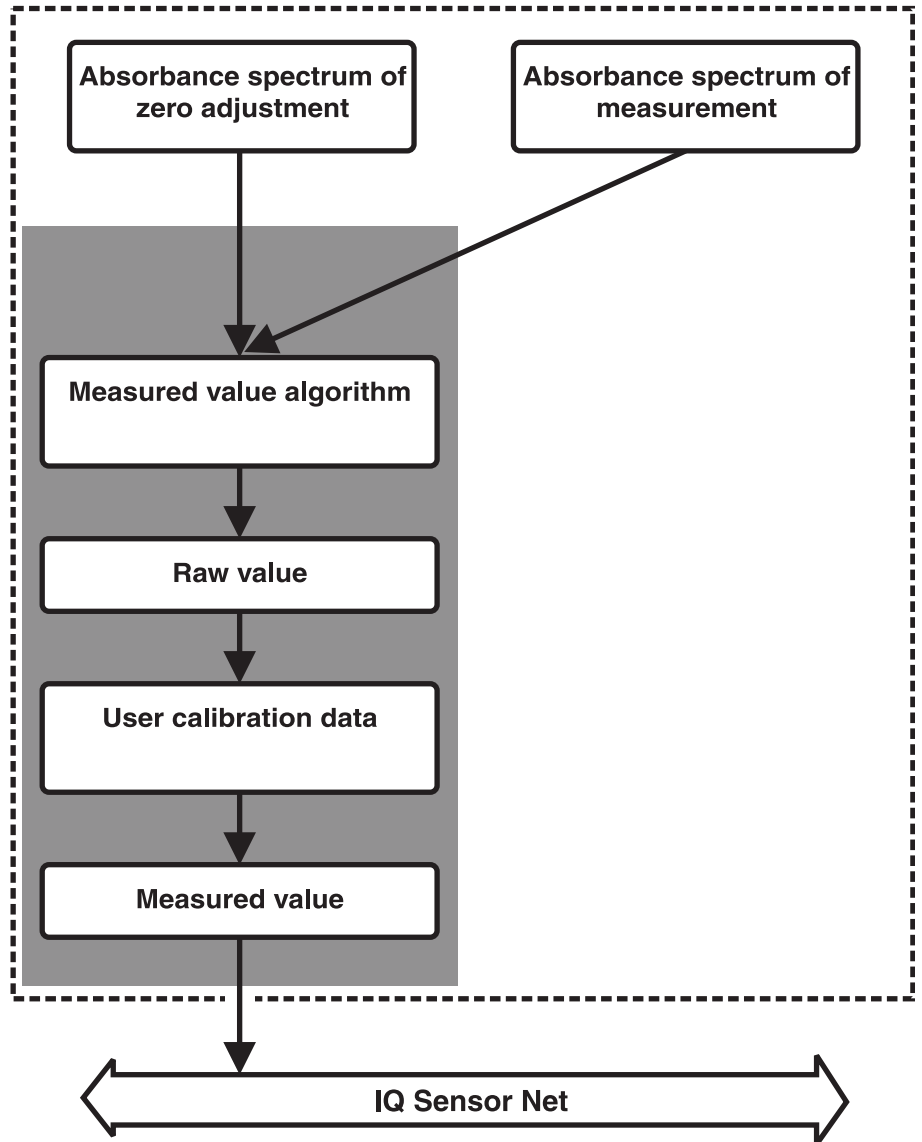 Absorbance spectrum of
zero adjustment
Absorbance spectrum of
measurement
Measured value algorithm
Raw value
User calibration data
Measured value
IQ Sensor Net